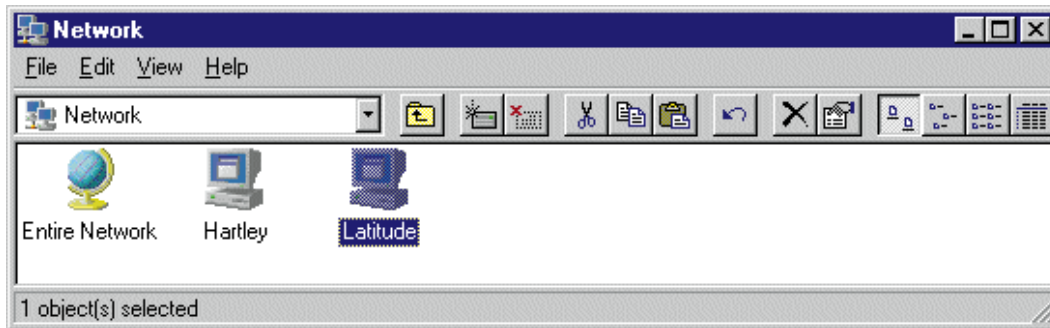 Network
File Edit View Help
Network
Entire Network Hartley Latitude
1 object(s) selected